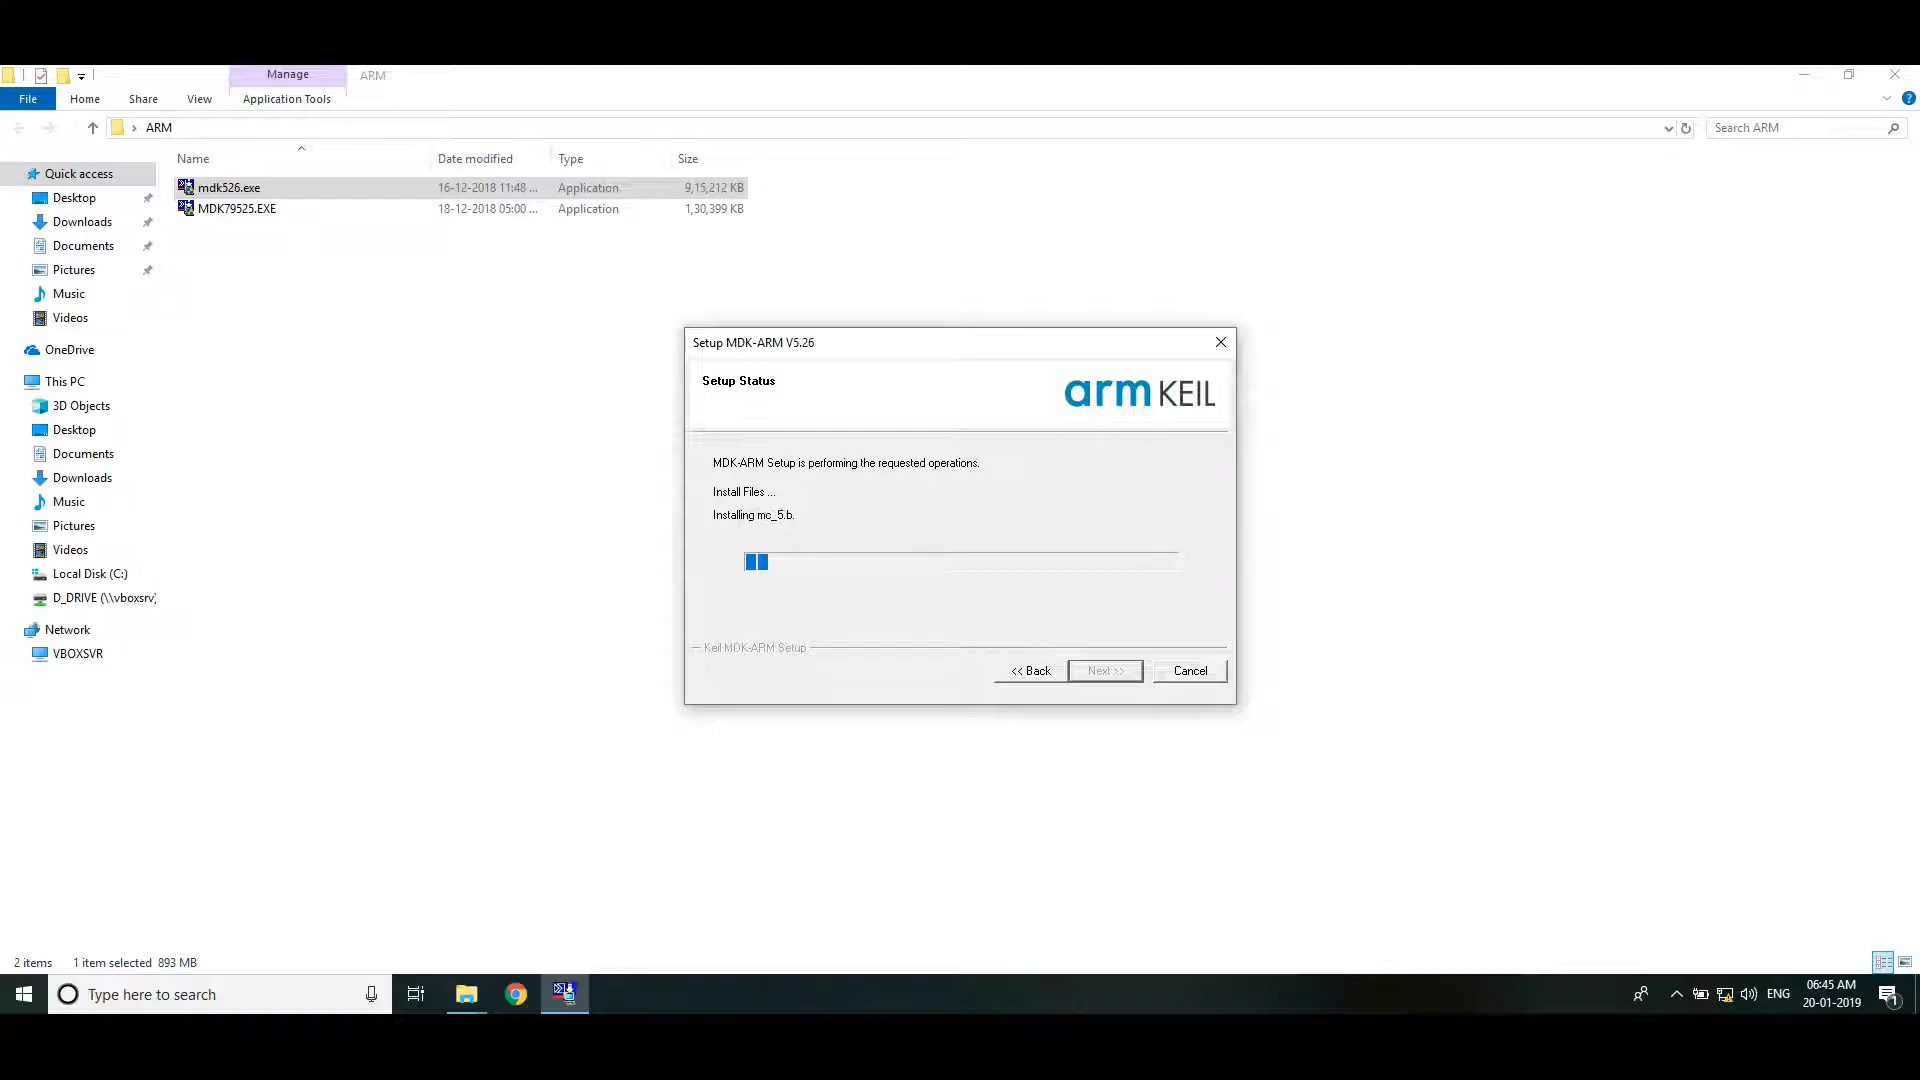 Manage
ARM
File
Home
Share
View
Application Tools
ARM
Search ARM
Name
Date modified
Type
Size
mdk526.exe
16-12-2018 11:48 ...
Application
9,15,212 KB
MDK79525.EXE
18-12-2018 05:00 ...
Application
1,30,399 KB
Quick access
Desktop
Downloads
Documents
Pictures
Music
Videos
OneDrive
This PC
3D Objects
Desktop
Documents
Downloads
Music
Pictures
Videos
Local Disk (C:)
D_DRIVE (\\vboxsrv)
Network
VBOXSVR
Setup MDK-ARM V5.26
Setup Status
arm KEIL
MDK-ARM Setup is performing the requested operations.
Install Files ...
Installing mc_5.b.
Keil MDK-ARM Setup
<< Back
Next >>
Cancel
2 items
1 item selected 893 MB
Type here to search
ENG
06:45 AM
20-01-2019
1